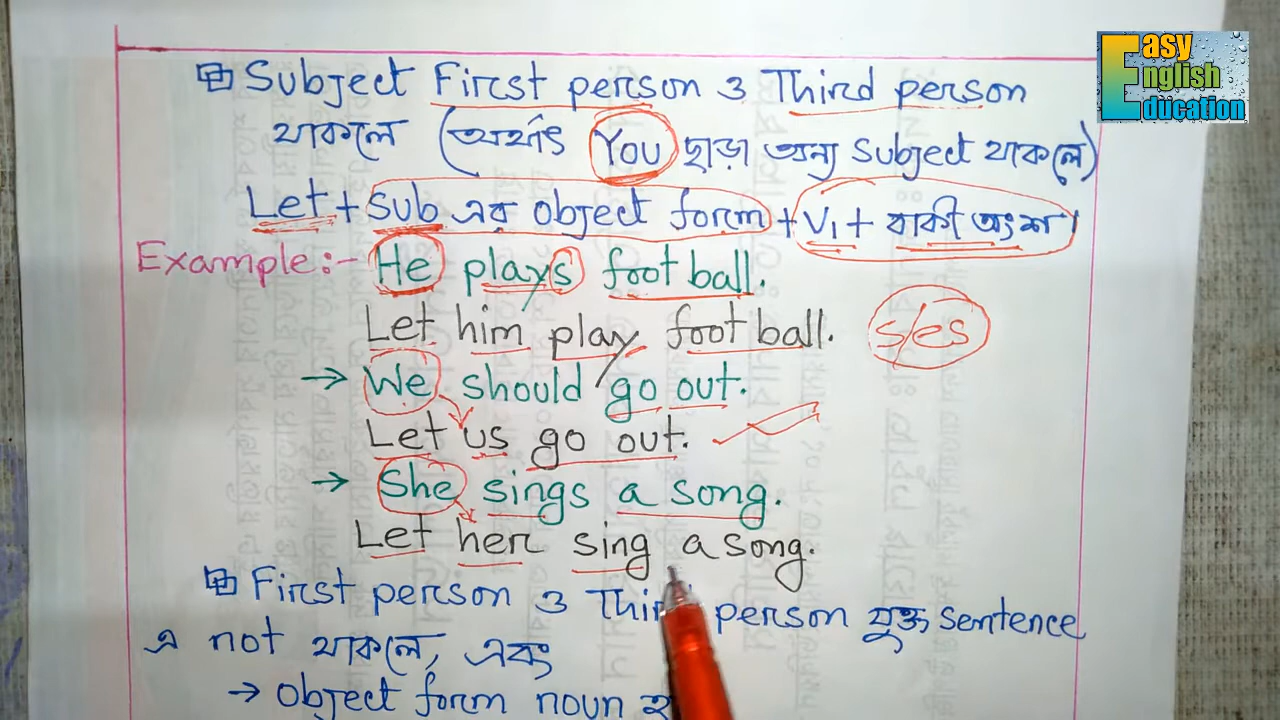 Easy
English
Education
Subject First person ও Third person
থাকলে (অর্থাৎ You ছাড়া অন্য subject থাকলে)
Let + sub এর object form + V1 + বাকী অংশ।
Example:- He plays football.
Let him play football. s/es
→ We should go out.
Let us go out.
→ She sings a song.
Let her sing a song.
First person ও Third person যুক্ত sentence
এ not থাকলে, এবং
→ object form noun